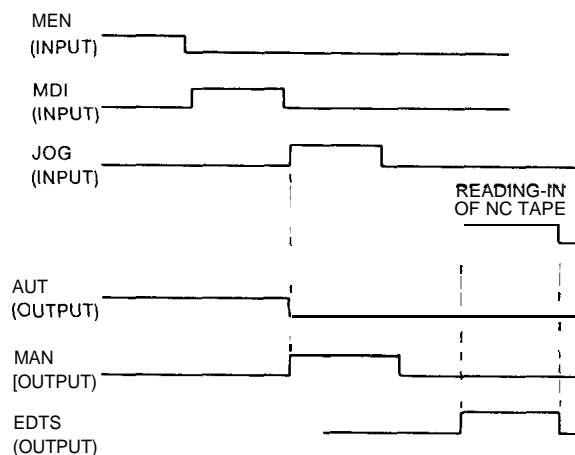 MEN
(INPUT)
MDI
(INPUT)
JOG
(INPUT)
READING-IN
OF NC TAPE
AUT
(OUTPUT)
MAN
[OUTPUT)
EDTS
(OUTPUT)